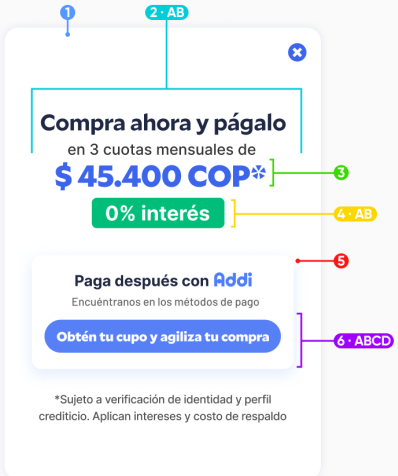 1
2 · AB
Compra ahora y págalo
en 3 cuotas mensuales de
$ 45.400 COP*
3
0% interés
4 · AB
5
Paga después con Addi
Encuéntranos en los métodos de pago
Obtén tu cupo y agiliza tu compra
6 · ABCD
*Sujeto a verificación de identidad y perfil
crediticio. Aplican intereses y costo de respaldo